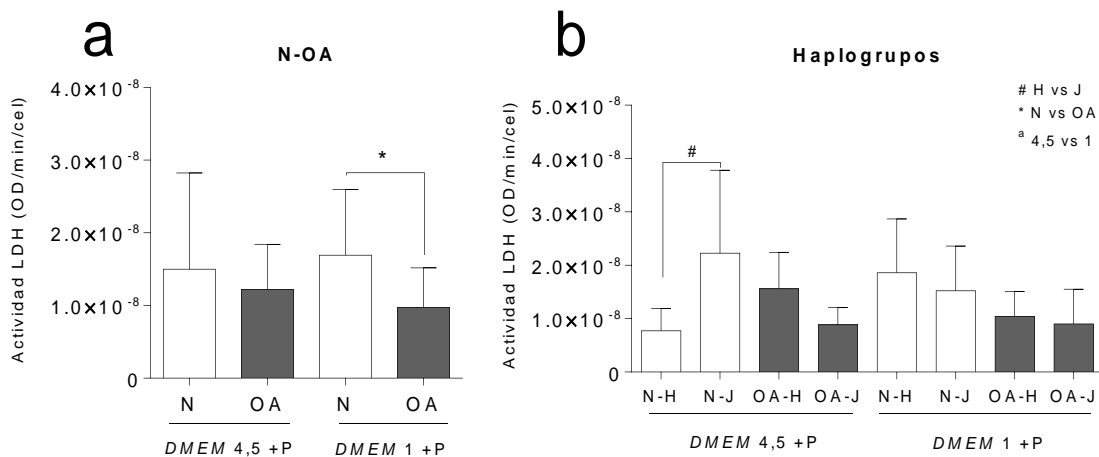 a
N-OA
Actividad LDH (OD/min/cel)
4.0×10⁻⁸
3.0×10⁻⁸
2.0×10⁻⁸
1.0×10⁻⁸
0
*
N OA N OA
DMEM 4,5 +P DMEM 1 +P
b
Haplogrupos
# H vs J
* N vs OA
ᵃ 4,5 vs 1
Actividad LDH (OD/min/cel)
5.0×10⁻⁸
4.0×10⁻⁸
3.0×10⁻⁸
2.0×10⁻⁸
1.0×10⁻⁸
0
#
N-H N-J OA-H OA-J N-H N-J OA-H OA-J
DMEM 4,5 +P DMEM 1 +P